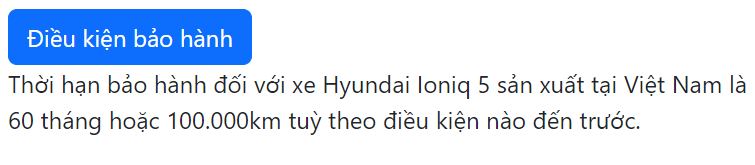 Điều kiện bảo hành
Thời hạn bảo hành đối với xe Hyundai Ioniq 5 sản xuất tại Việt Nam là
60 tháng hoặc 100.000km tuỳ theo điều kiện nào đến trước.